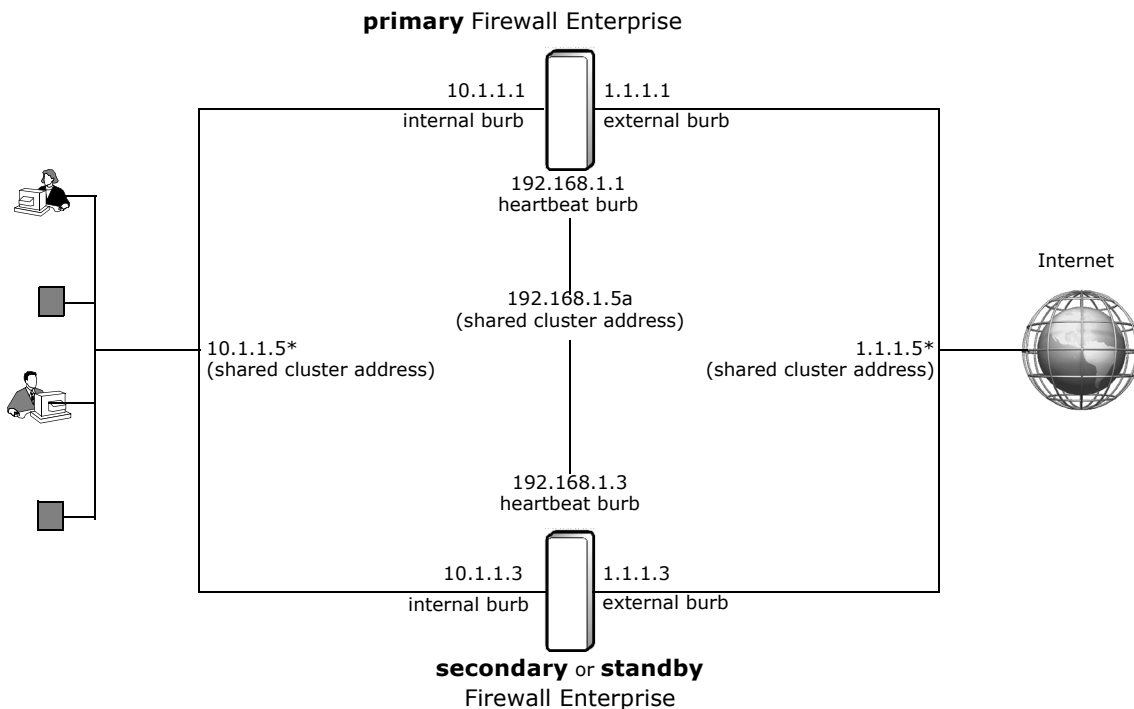 primary Firewall Enterprise
10.1.1.1
1.1.1.1
internal burb
external burb
192.168.1.1
heartbeat burb
Internet
192.168.1.5a
(shared cluster address)
10.1.1.5*
(shared cluster address)
1.1.1.5*
(shared cluster address)
192.168.1.3
heartbeat burb
10.1.1.3
1.1.1.3
internal burb
external burb
secondary or standby
Firewall Enterprise